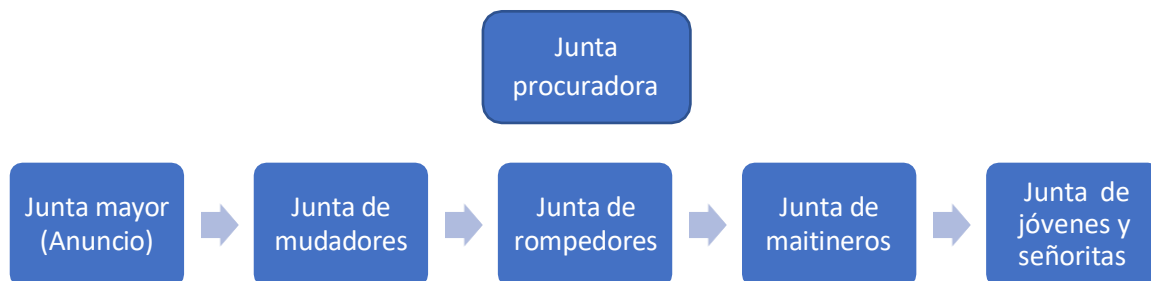 Junta
procuradora
Junta mayor
(Anuncio)
Junta de
mudadores
Junta de
rompedores
Junta de
maitineros
Junta de
jóvenes y
señoritas